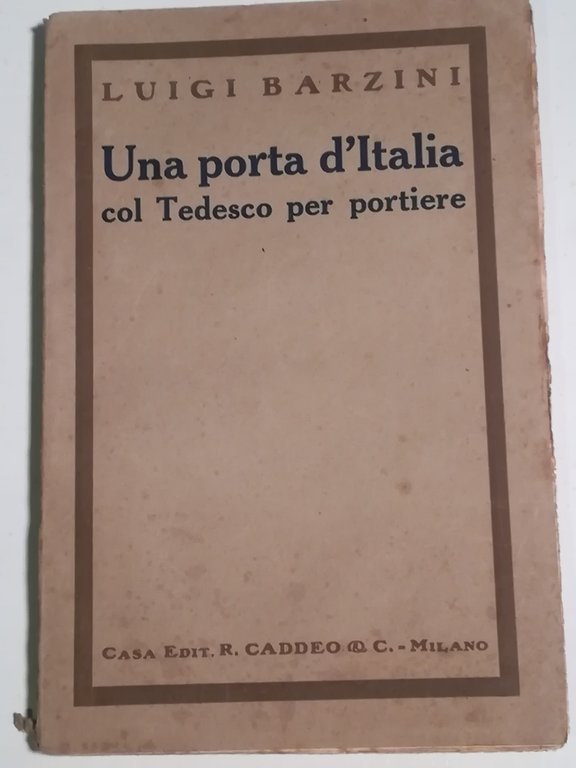 LUIGI BARZINI
Una porta d'Italia
col Tedesco per portiere
CASA EDIT. R. CADDEO & C. - MILANO